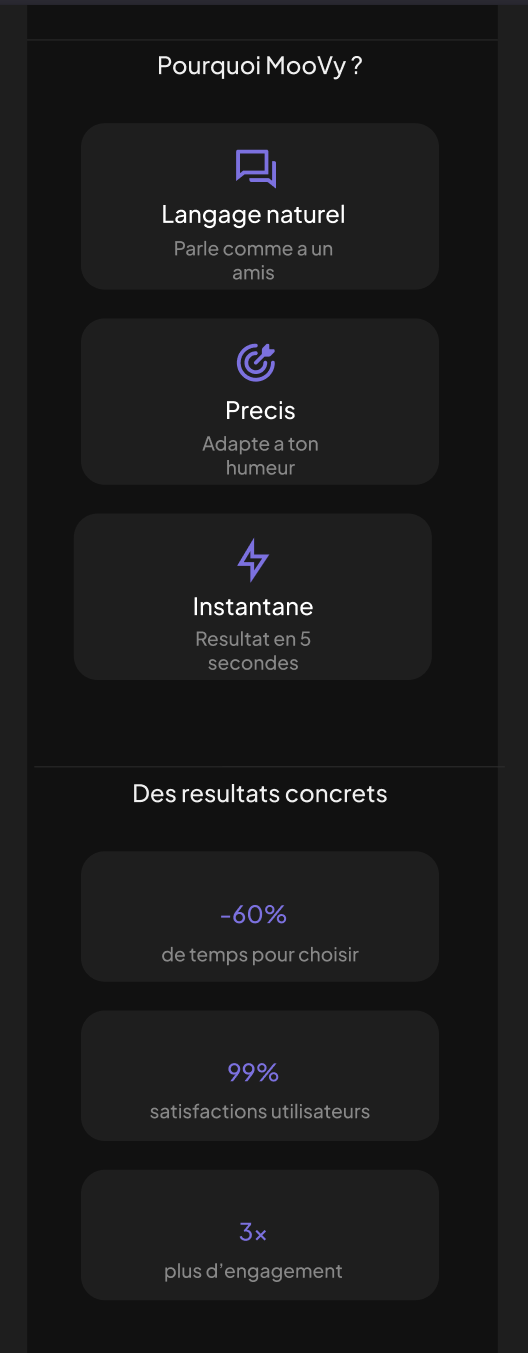 Pourquoi MooVy ?
Langage naturel
Parle comme a un
amis
Precis
Adapte a ton
humeur
Instantane
Resultat en 5
secondes
Des resultats concrets
-60%
de temps pour choisir
99%
satisfactions utilisateurs
3×
plus d’engagement